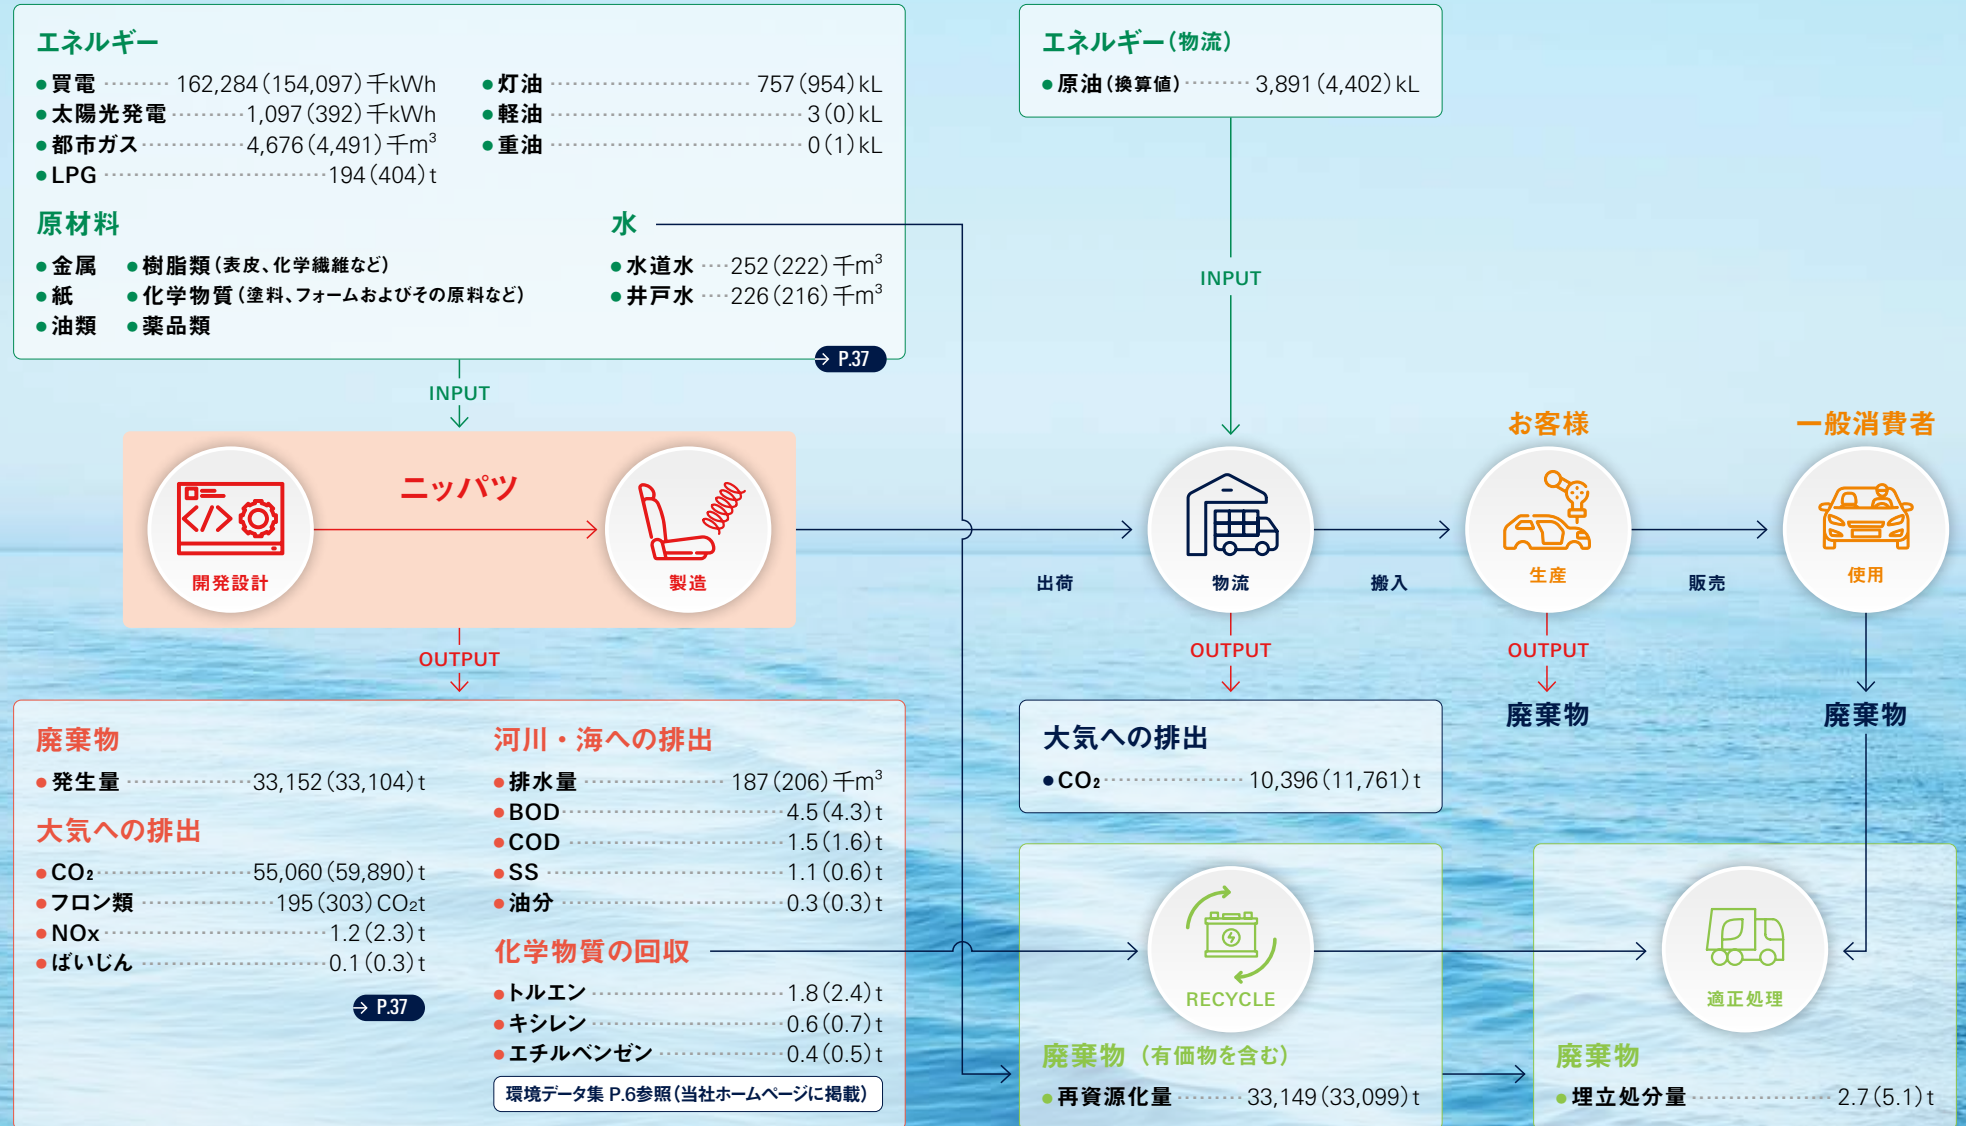 エネルギー
●買電 ········· 162,284(154,097)千kWh
●太陽光発電 ·········· 1,097(392)千kWh
●都市ガス ············· 4,676(4,491)千m³
●LPG ···························· 194(404)t
●灯油 ························· 757(954)kL
●軽油 ································ 3(0)kL
●重油 ································ 0(1)kL
原材料
●金属 ●樹脂類(表皮、化学繊維など)
●紙 ●化学物質(塗料、フォームおよびその原料など)
●油類 ●薬品類
水
●水道水 ···· 252(222)千m³
●井戸水 ···· 226(216)千m³
→ P.37
エネルギー(物流)
●原油(換算値) ········· 3,891(4,402)kL
INPUT
INPUT
ニッパツ
開発設計
製造
出荷
物流
搬入
お客様
生産
販売
一般消費者
使用
OUTPUT
OUTPUT
OUTPUT
廃棄物
廃棄物
廃棄物
●発生量 ················ 33,152(33,104)t
大気への排出
●CO₂ ···················· 55,060(59,890)t
●フロン類 ················· 195(303)CO₂t
●NOx ···························· 1.2(2.3)t
●ばいじん ······················· 0.1(0.3)t
→ P.37
河川・海への排出
●排水量 ·················· 187(206)千m³
●BOD ···························· 4.5(4.3)t
●COD ··························· 1.5(1.6)t
●SS ······························ 1.1(0.6)t
●油分 ···························· 0.3(0.3)t
化学物質の回収
●トルエン ························ 1.8(2.4)t
●キシレン ························ 0.6(0.7)t
●エチルベンゼン ················ 0.4(0.5)t
環境データ集 P.6参照(当社ホームページに掲載)
大気への排出
●CO₂ ·················· 10,396(11,761)t
RECYCLE
廃棄物(有価物を含む)
●再資源化量 ········· 33,149(33,099)t
適正処理
廃棄物
●埋立処分量 ·················· 2.7(5.1)t